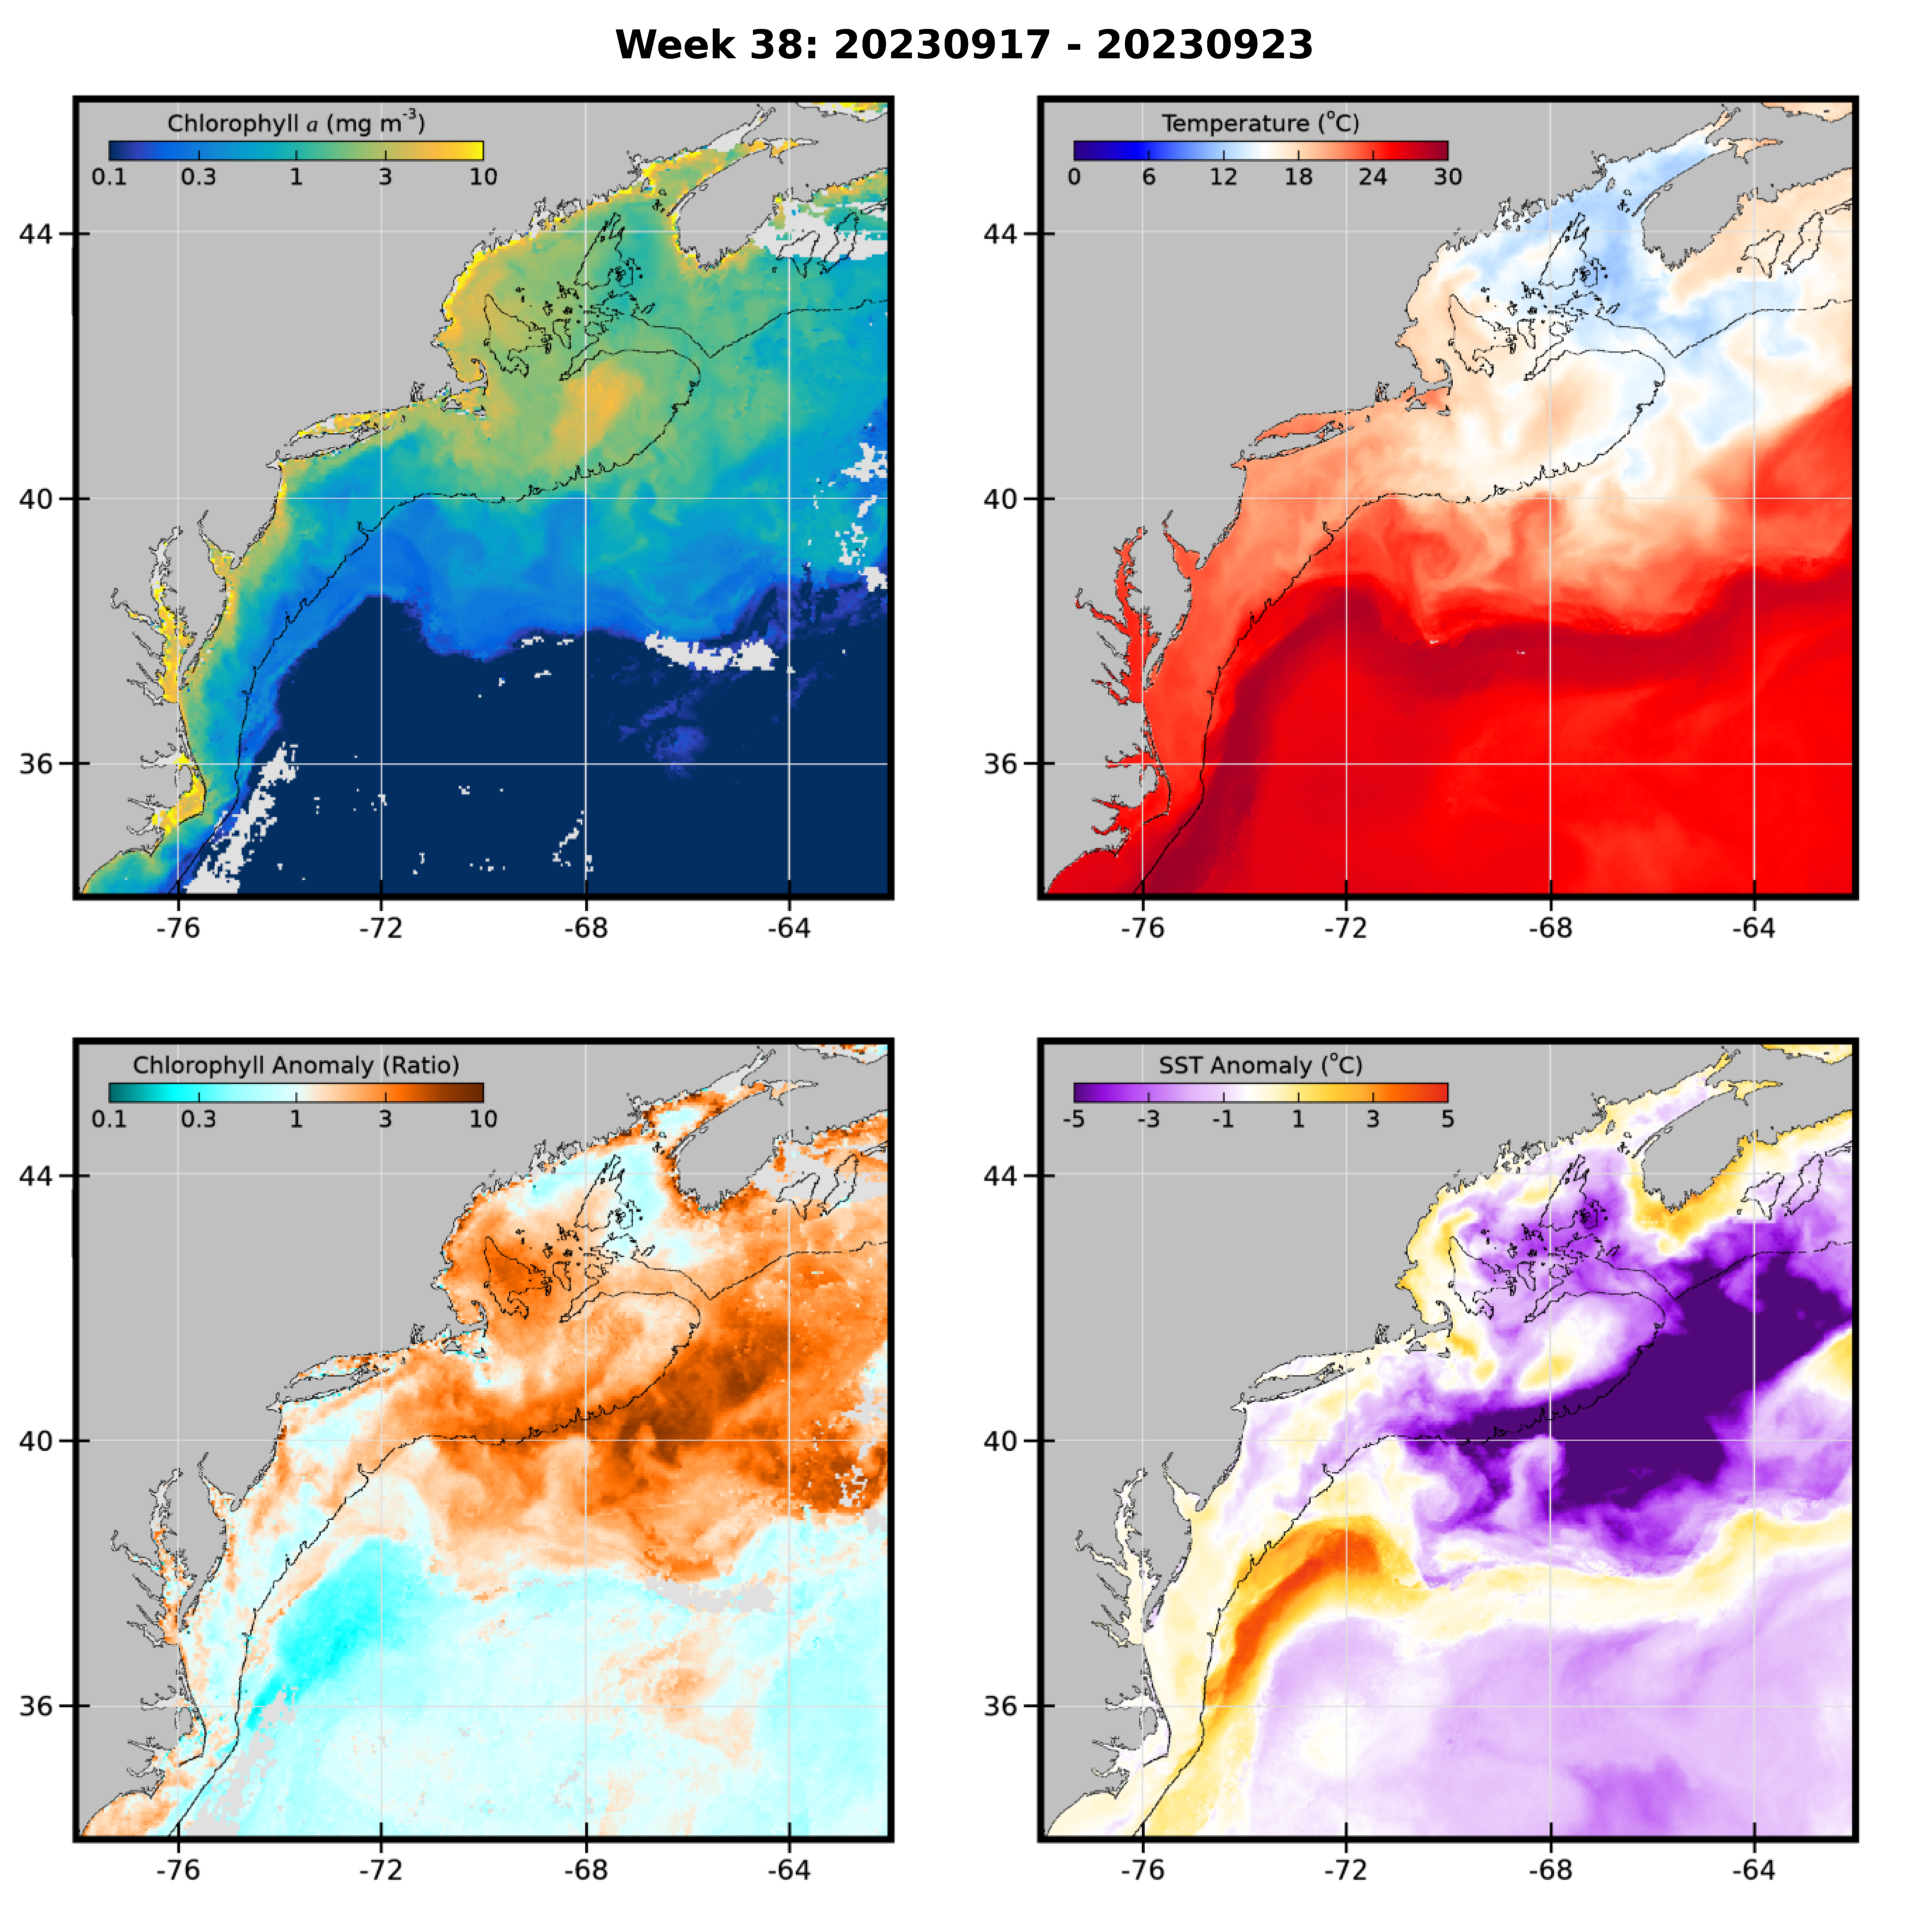 Week 38: 20230917 - 20230923
Chlorophyll a (mg m⁻³)
0.1 0.3 1 3 10
44
40
36
-76 -72 -68 -64
Temperature (°C)
0 6 12 18 24 30
44
40
36
-76 -72 -68 -64
Chlorophyll Anomaly (Ratio)
0.1 0.3 1 3 10
44
40
36
-76 -72 -68 -64
SST Anomaly (°C)
-5 -3 -1 1 3 5
44
40
36
-76 -72 -68 -64